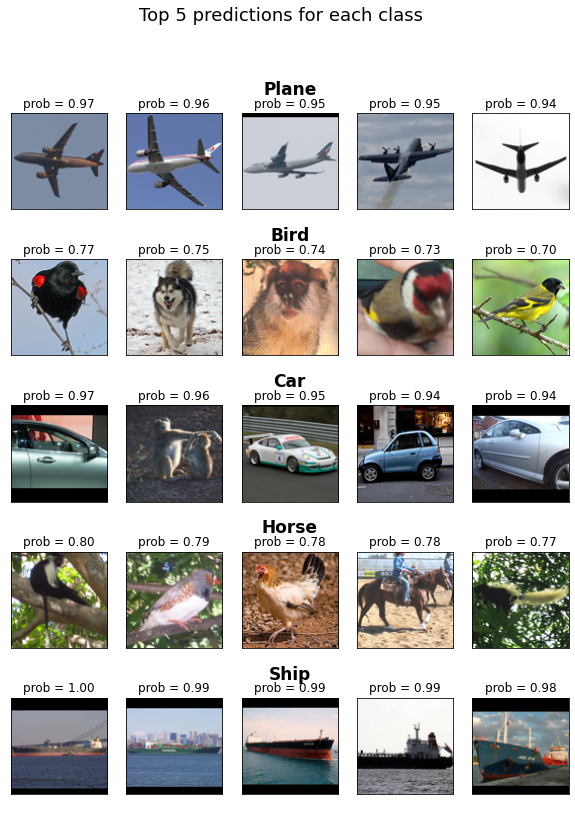 Top 5 predictions for each class
Plane
prob = 0.97 prob = 0.96 prob = 0.95 prob = 0.95 prob = 0.94
Bird
prob = 0.77 prob = 0.75 prob = 0.74 prob = 0.73 prob = 0.70
Car
prob = 0.97 prob = 0.96 prob = 0.95 prob = 0.94 prob = 0.94
Horse
prob = 0.80 prob = 0.79 prob = 0.78 prob = 0.78 prob = 0.77
Ship
prob = 1.00 prob = 0.99 prob = 0.99 prob = 0.99 prob = 0.98